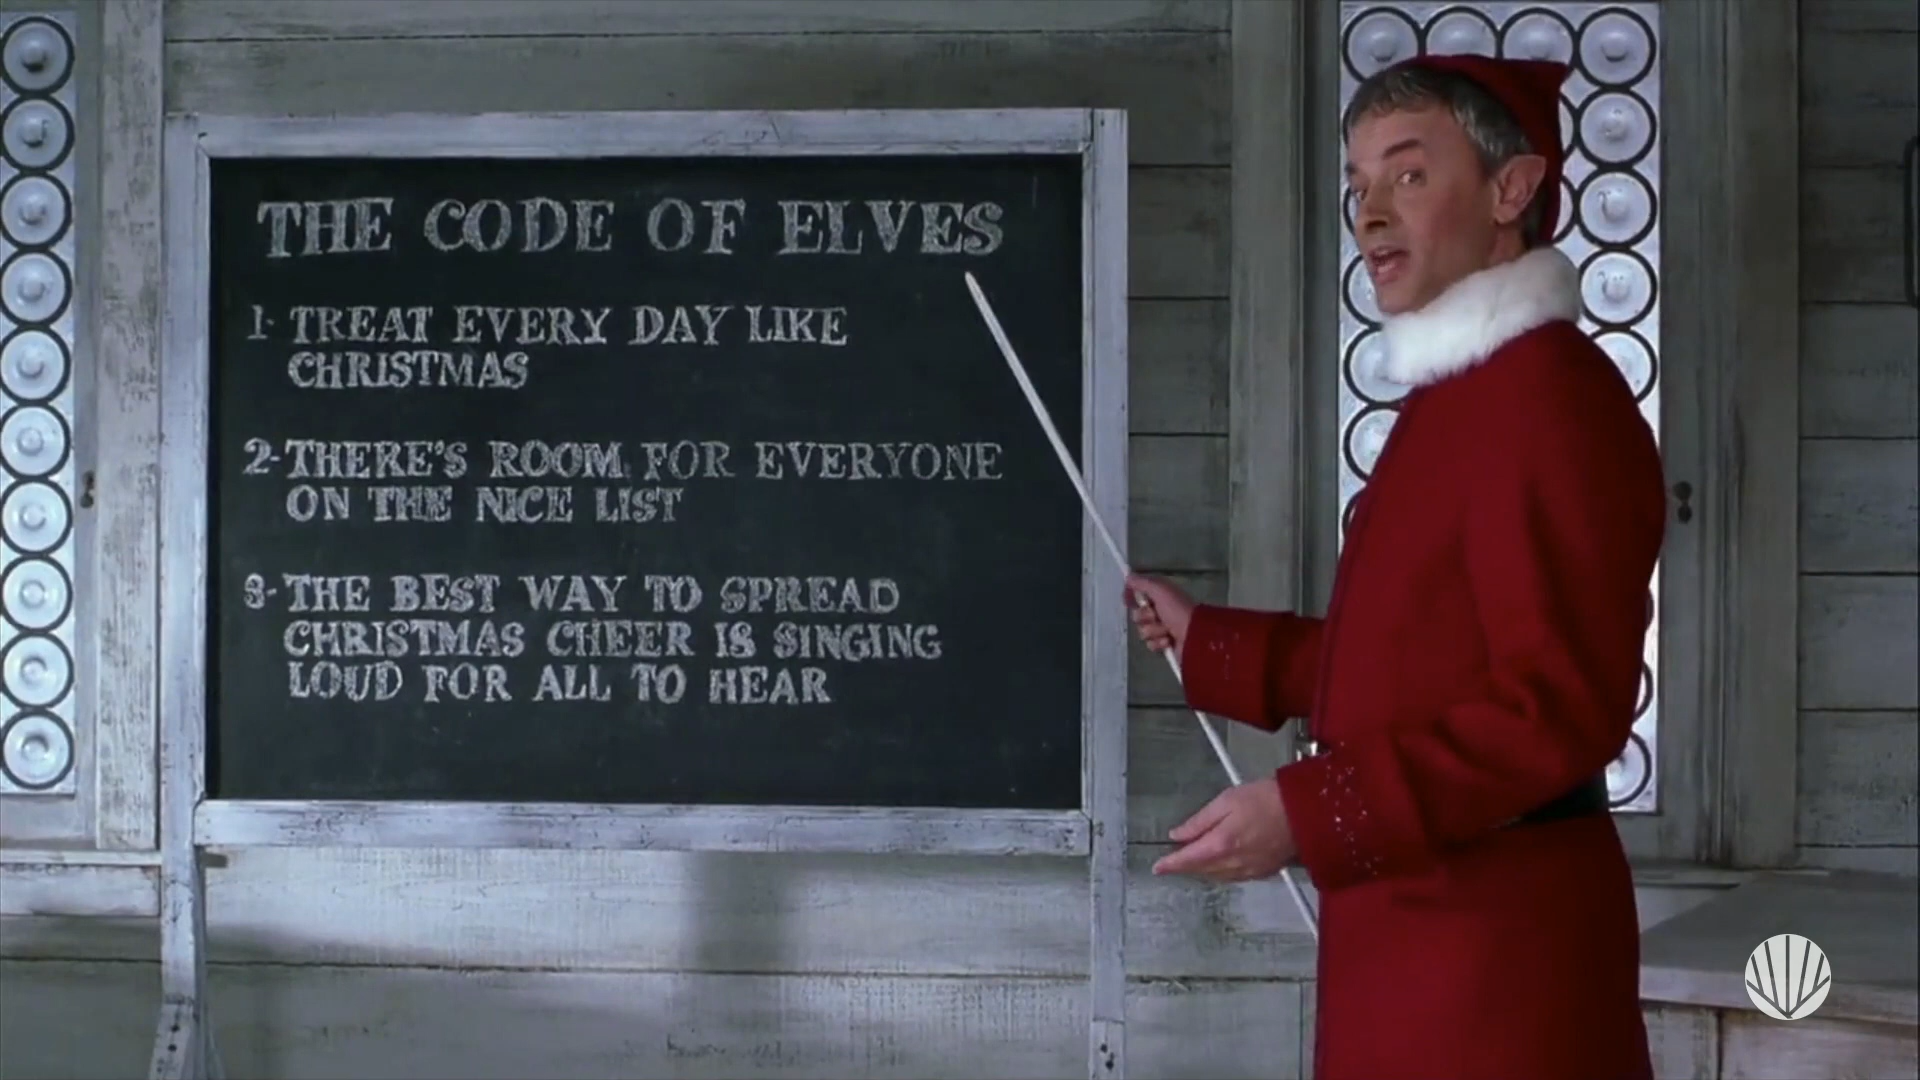 THE CODE OF ELVES
1- TREAT EVERY DAY LIKE
CHRISTMAS
2- THERE'S ROOM FOR EVERYONE
ON THE NICE LIST
3- THE BEST WAY TO SPREAD
CHRISTMAS CHEER IS SINGING
LOUD FOR ALL TO HEAR